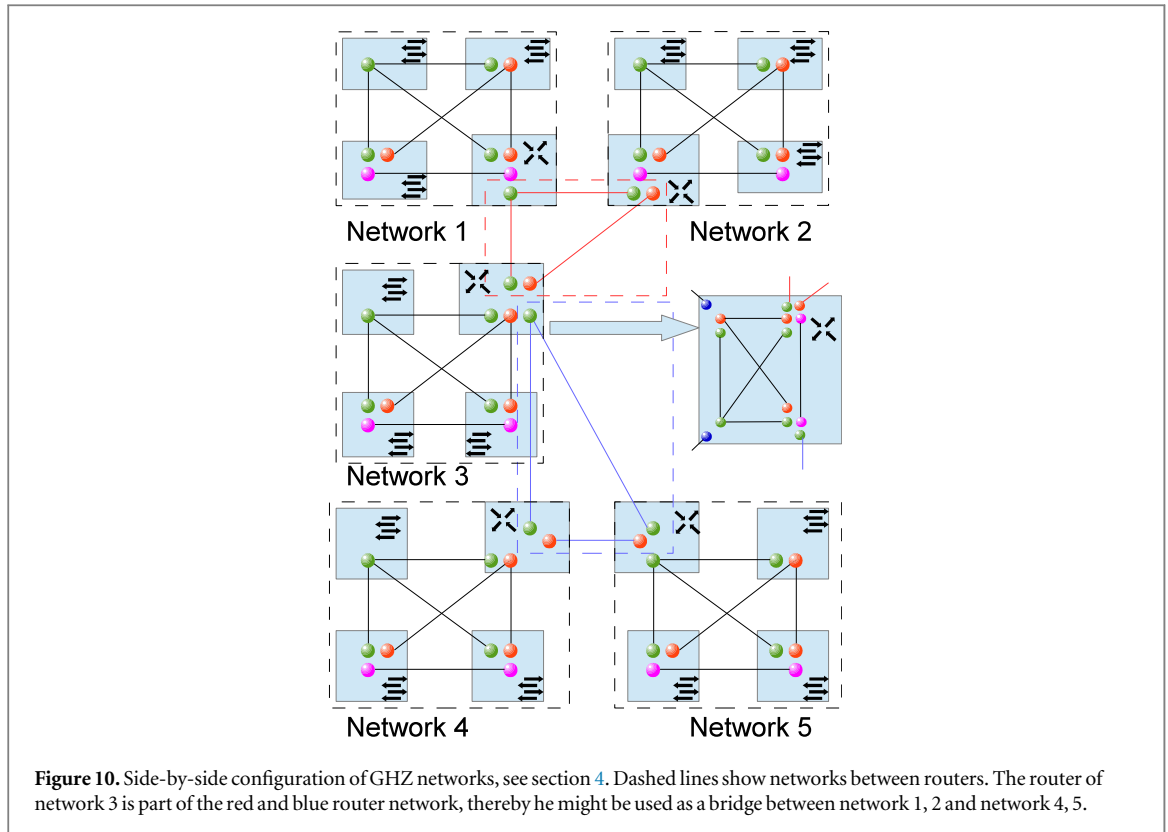 Network 1
Network 2
Network 3
Network 4
Network 5
Figure 10. Side-by-side configuration of GHZ networks, see section 4. Dashed lines show networks between routers. The router of
network 3 is part of the red and blue router network, thereby he might be used as a bridge between network 1, 2 and network 4, 5.